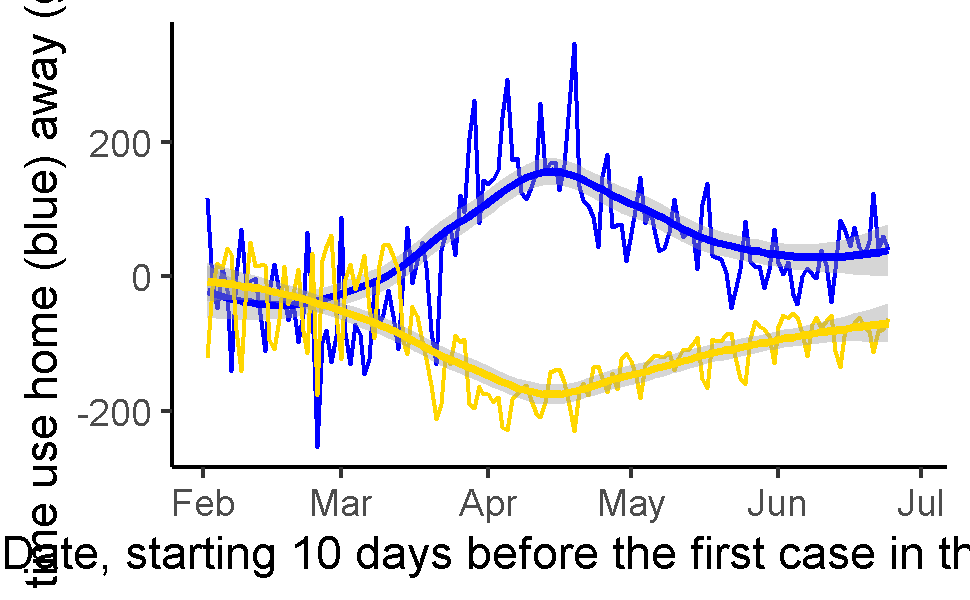 time use home (blue) away (
200
0
-200
Feb Mar Apr May Jun Jul
Date, starting 10 days before the first case in th